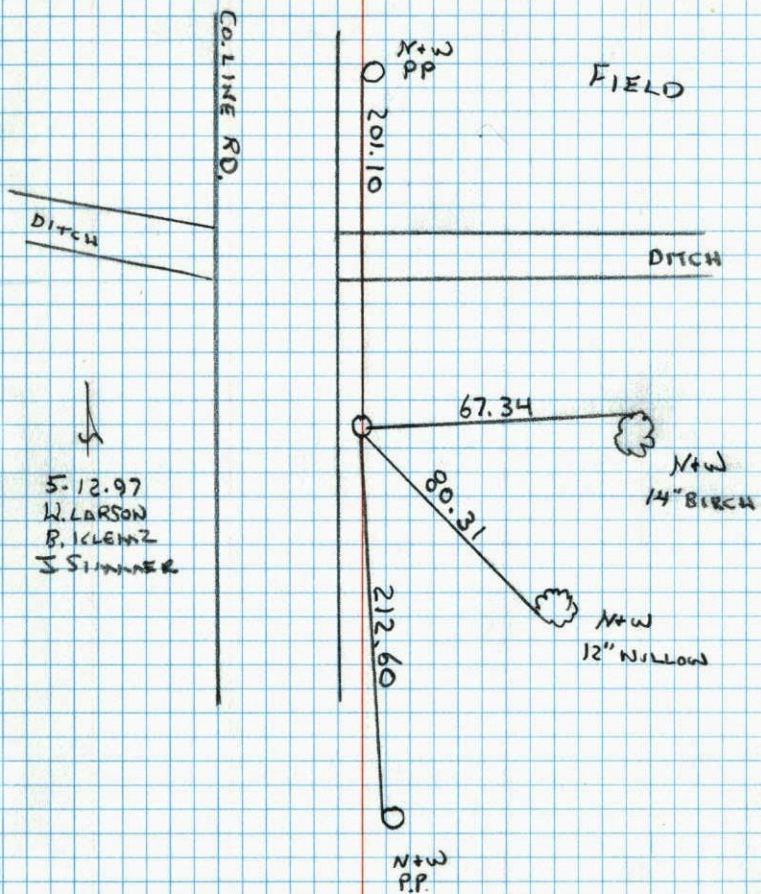 Co. LINE RD.
N+W
P.P.
FIELD
201.10
DITCH
DITCH
67.34
N+W
14" BIRCH
80.31
5-12-97
W. LARSON
B. KLEMZ
J
N+W
12" WILLOW
212.60
N+W
P.P.